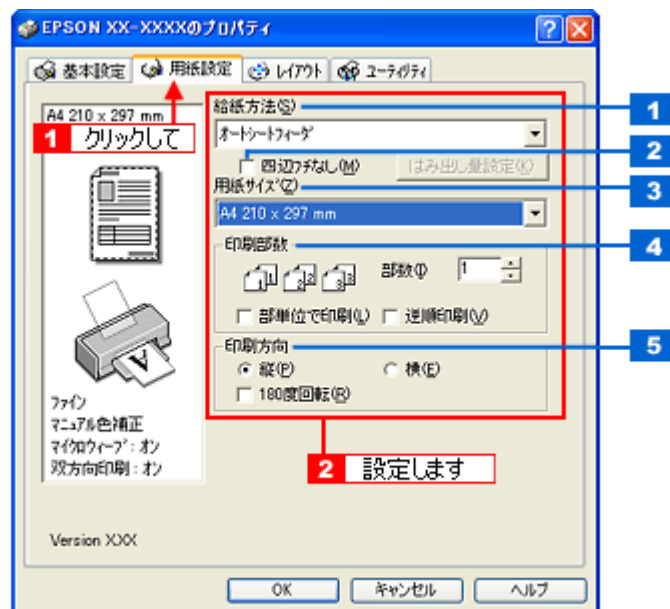 EPSON XX-XXXXのプロパティ
基本設定 用紙設定 レイアウト ユーティリティ
A4 210 x 297 mm
1 クリックして
給紙方法(S) 1
オートシートフィーダ
四辺フチなし(M) はみ出し量設定(K) 2
用紙サイズ(Z) 3
A4 210 x 297 mm
印刷部数 4
部数(I) 1
部単位で印刷(L) 逆順印刷(V)
印刷方向 5
縦(P) 横(E)
180度回転(R)
ファイン
マニュアル色補正
マイクロウィーブ：オン
双方向印刷：オン
2 設定します
Version XXX
OK キャンセル ヘルプ